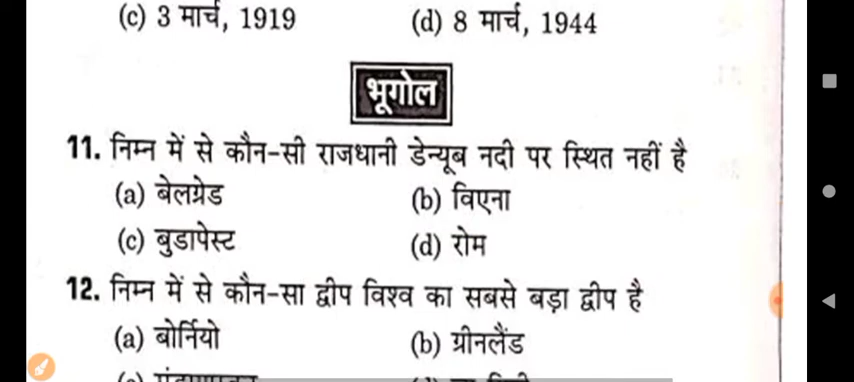 (c) 3 मार्च, 1919 (d) 8 मार्च, 1944
भूगोल
11. निम्न में से कौन-सी राजधानी डेन्यूब नदी पर स्थित नहीं है
(a) बेलग्रेड (b) विएना
(c) बुडापेस्ट (d) रोम
12. निम्न में से कौन-सा द्वीप विश्व का सबसे बड़ा द्वीप है
(a) बोर्नियो (b) ग्रीनलैंड